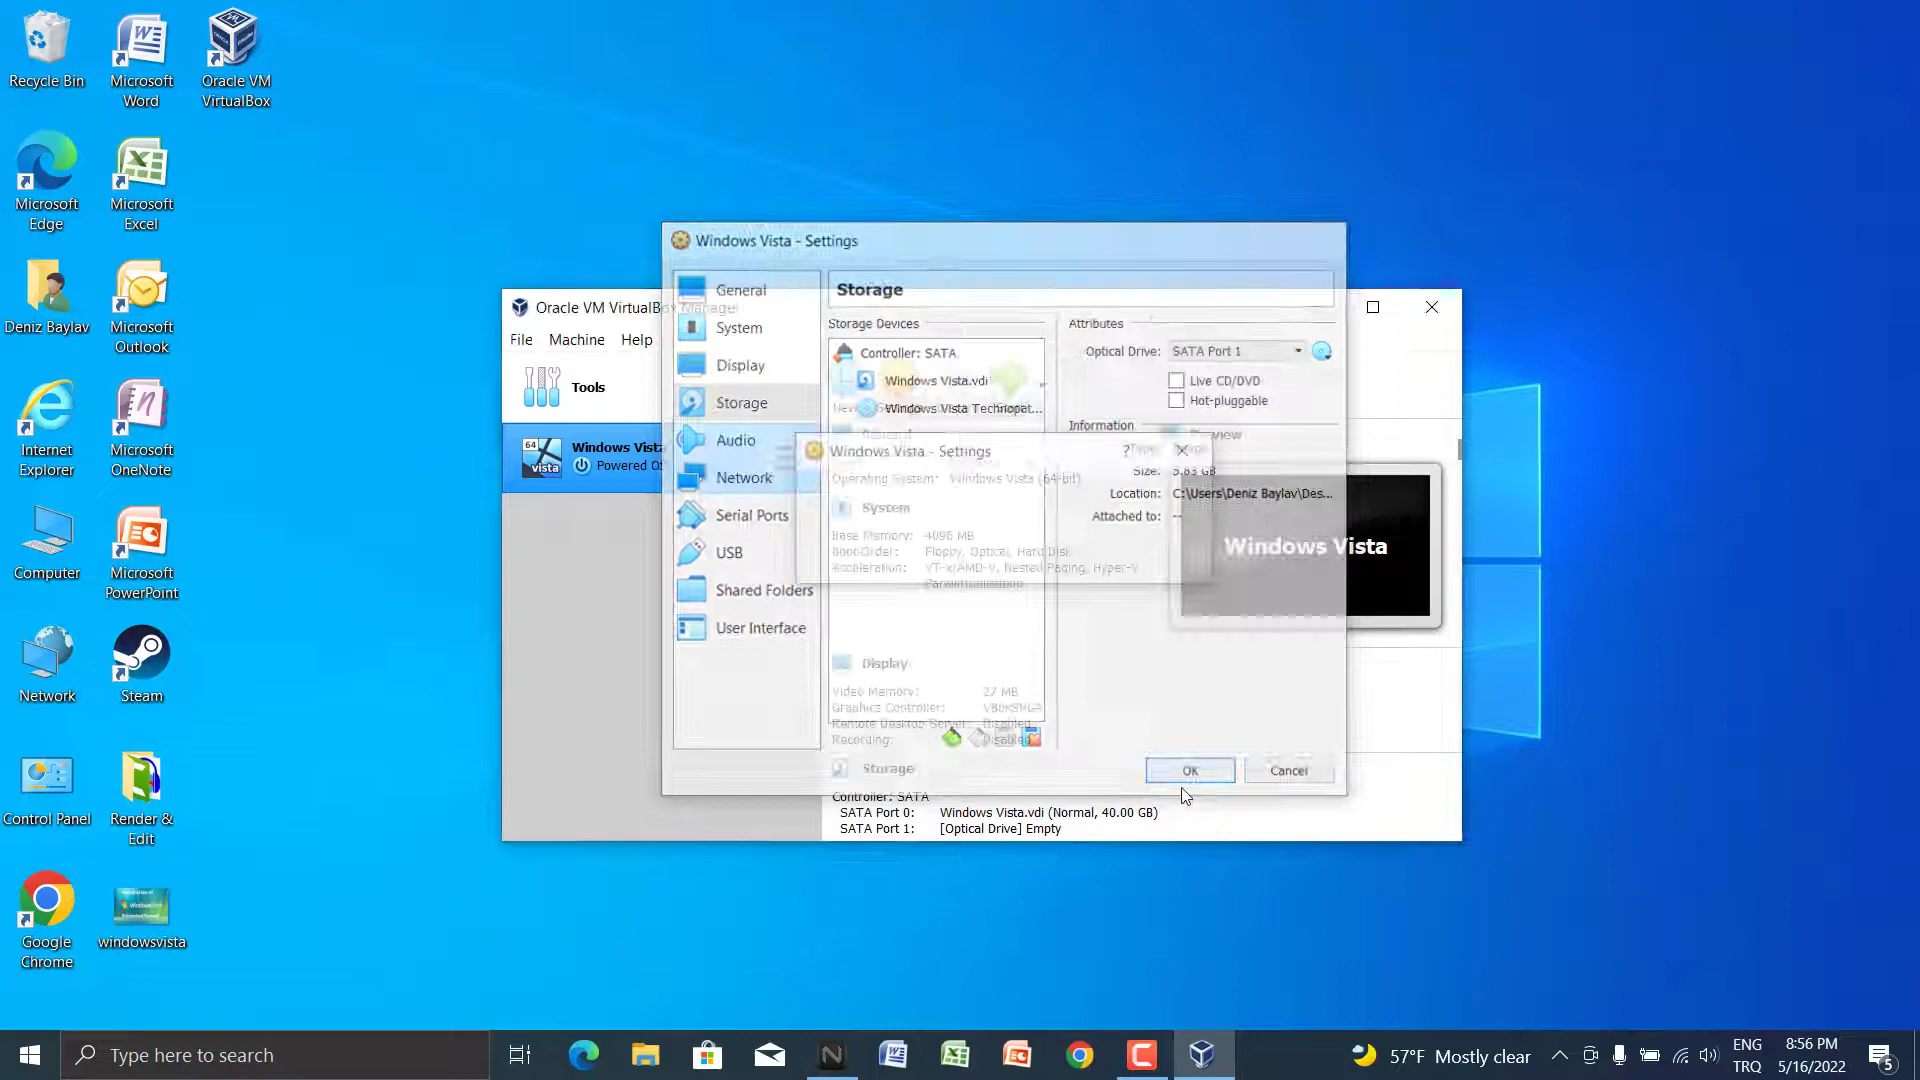 Recycle Bin
Microsoft
Word
Oracle VM
VirtualBox
Microsoft
Edge
Microsoft
Excel
Deniz Baylav
Microsoft
Outlook
Internet
Explorer
Microsoft
OneNote
Computer
Microsoft
PowerPoint
Network
Steam
Control Panel
Render &
Edit
Google
Chrome
windowsvista
Oracle VM VirtualBox Manager
File Machine Help
Tools
64
vista
Windows Vista
Powered Off
Windows Vista - Settings
General
System
Display
Storage
Audio
Network
Serial Ports
USB
Shared Folders
User Interface
Storage
Storage Devices
Controller: SATA
Windows Vista.vdi
Windows Vista Technopat...
Attributes
Optical Drive: SATA Port 1
Live CD/DVD
Hot-pluggable
Information
Size: 5.83 GB
Location: C:\Users\Deniz Baylav\Des...
Attached to: --
OK
Cancel
Windows Vista - Settings
?
General
Preview
Operating System: Windows Vista (64-bit)
System
Base Memory: 4096 MB
Boot Order: Floppy, Optical, Hard Disk
Acceleration: VT-x/AMD-V, Nested Paging, Hyper-V
Paravirtualization
Windows Vista
Display
Video Memory: 27 MB
Graphics Controller: VBoxSVGA
Remote Desktop Server: Disabled
Recording: Disabled
Storage
Controller: SATA
SATA Port 0: Windows Vista.vdi (Normal, 40.00 GB)
SATA Port 1: [Optical Drive] Empty
Type here to search
57°F Mostly clear
ENG
TRQ
8:56 PM
5/16/2022
5